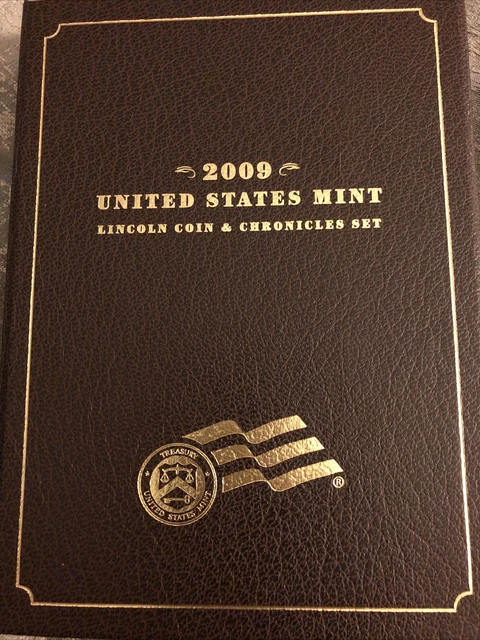 2009
UNITED STATES MINT
LINCOLN COIN & CHRONICLES SET
TREASURY
UNITED STATES MINT
®